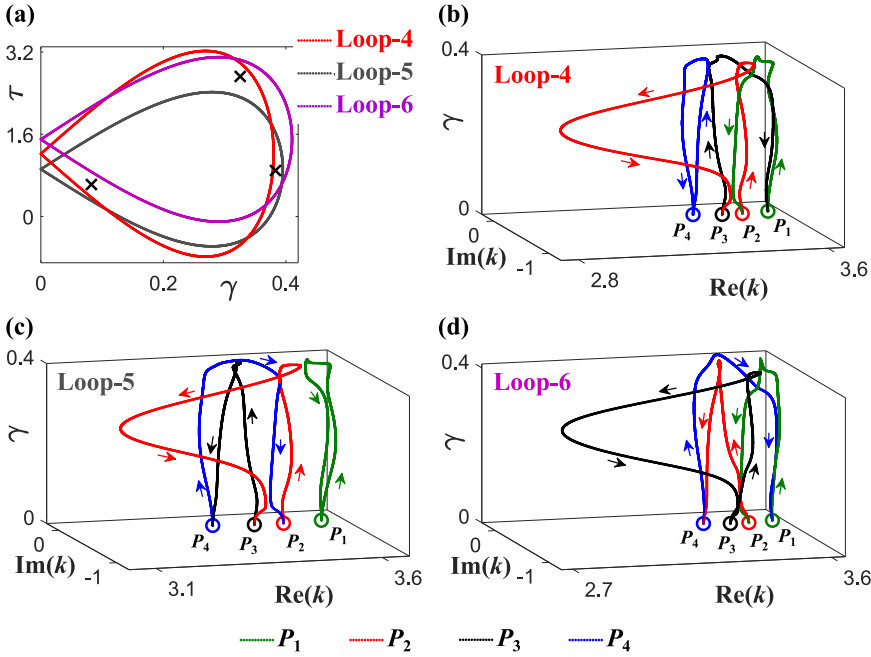 (a)
3.2
1.6
0
τ
0
0.2
0.4
γ
Loop-4
Loop-5
Loop-6
(b)
Loop-4
0.4
γ
0
0
-1
Im(k)
2.8
3.6
Re(k)
P4
P3
P2
P1
(c)
Loop-5
0.4
γ
0
0
-1
Im(k)
3.1
3.6
Re(k)
P4
P3
P2
P1
(d)
Loop-6
0.4
γ
0
0
-1
Im(k)
2.7
3.6
Re(k)
P4
P3
P2
P1
P1 P2 P3 P4